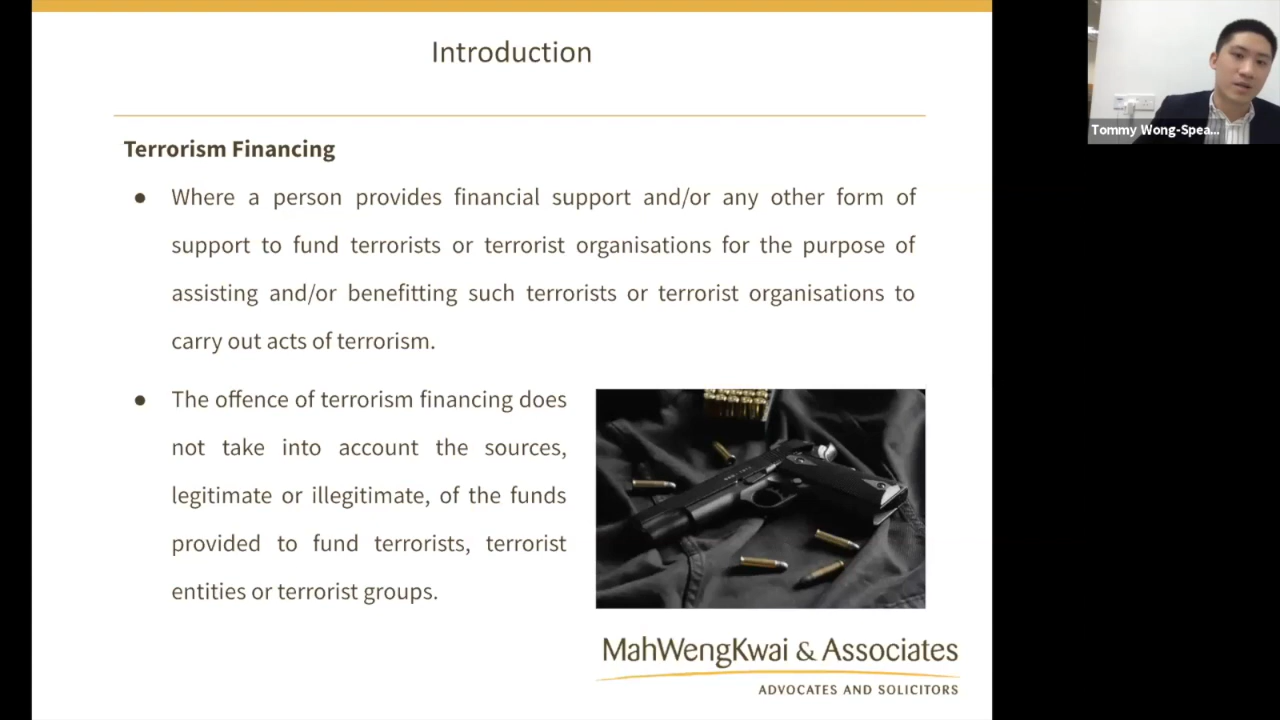 Introduction
Terrorism Financing
● Where a person provides financial support and/or any other form of
support to fund terrorists or terrorist organisations for the purpose of
assisting and/or benefitting such terrorists or terrorist organisations to
carry out acts of terrorism.
● The offence of terrorism financing does
not take into account the sources,
legitimate or illegitimate, of the funds
provided to fund terrorists, terrorist
entities or terrorist groups.
MahWengKwai & Associates
ADVOCATES AND SOLICITORS
Tommy Wong-Spea...